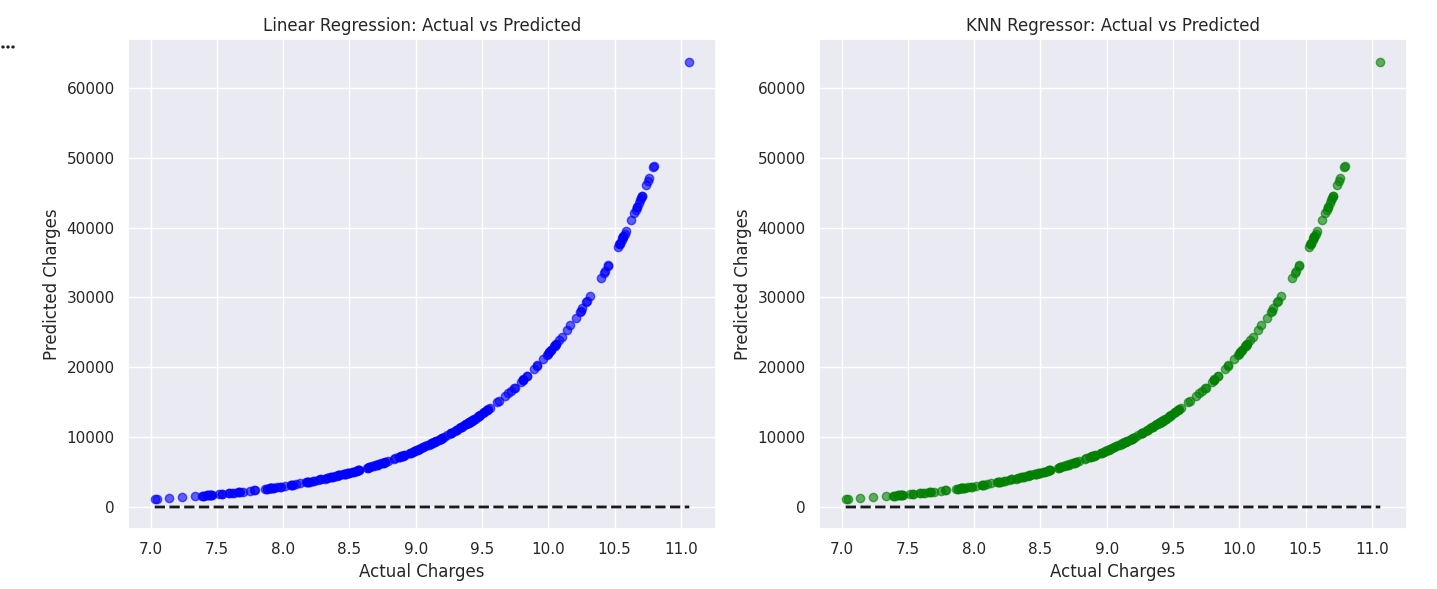 ...
Linear Regression: Actual vs Predicted
60000
50000
40000
30000
20000
10000
0
Predicted Charges
7.0 7.5 8.0 8.5 9.0 9.5 10.0 10.5 11.0
Actual Charges
KNN Regressor: Actual vs Predicted
60000
50000
40000
30000
20000
10000
0
Predicted Charges
7.0 7.5 8.0 8.5 9.0 9.5 10.0 10.5 11.0
Actual Charges